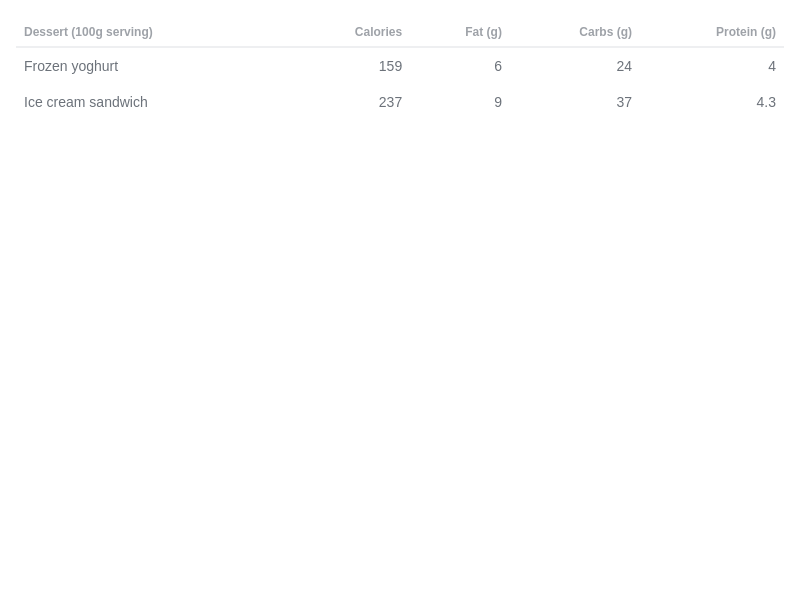 Dessert (100g serving) Calories Fat (g) Carbs (g) Protein (g)
Frozen yoghurt 159 6 24 4
Ice cream sandwich 237 9 37 4.3